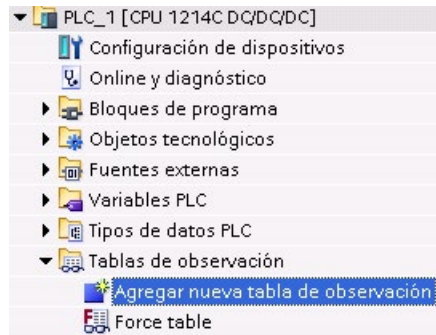 PLC_1 [CPU 1214C DC/DC/DC]
Configuración de dispositivos
Online y diagnóstico
Bloques de programa
Objetos tecnológicos
Fuentes externas
Variables PLC
Tipos de datos PLC
Tablas de observación
Agregar nueva tabla de observación
Force table